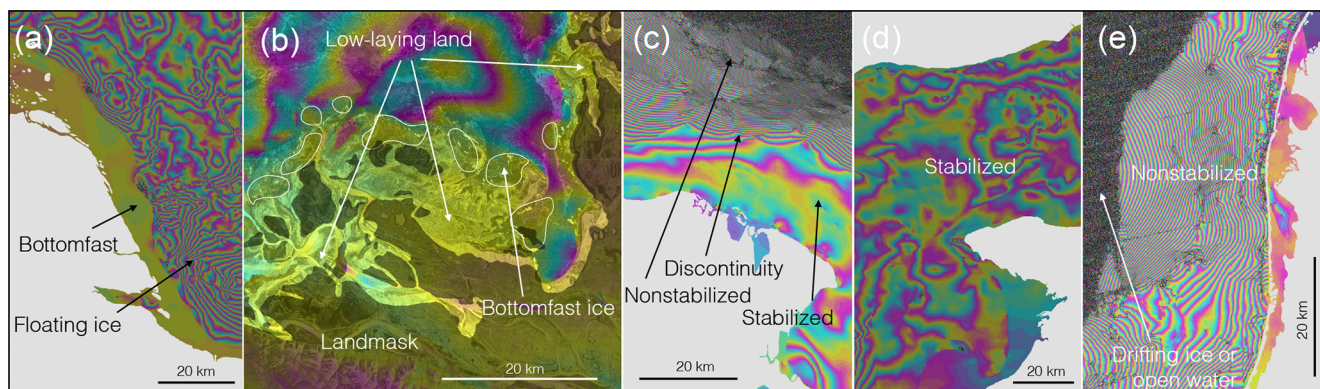 (a)
Bottomfast
Floating ice
20 km
(b)
Low-laying land
Bottomfast ice
Landmask
20 km
(c)
Discontinuity
Nonstabilized
Stabilized
20 km
(d)
Stabilized
20 km
(e)
Nonstabilized
Drifting ice or
open water
20 km